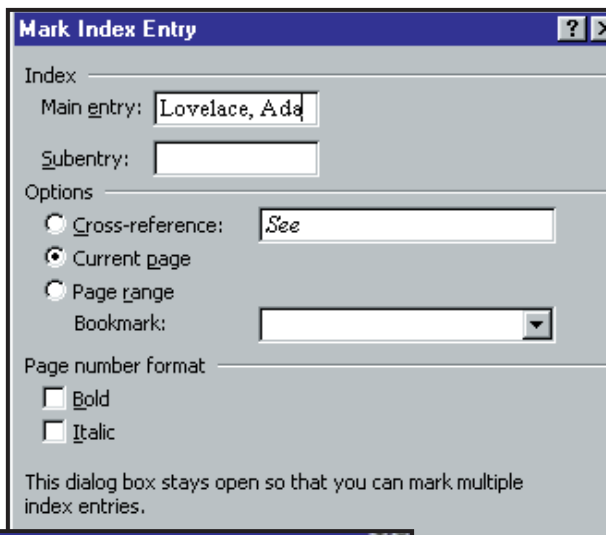 Mark Index Entry
Index
Main entry: Lovelace, Ada
Subentry:
Options
Cross-reference: See
Current page
Page range
Bookmark:
Page number format
Bold
Italic
This dialog box stays open so that you can mark multiple
index entries.